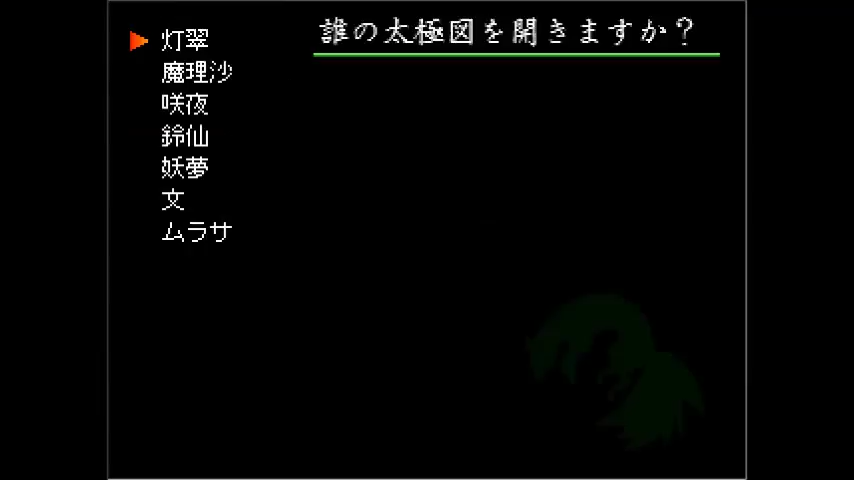 誰の太極図を開きますか？
灯翠
魔理沙
咲夜
鈴仙
妖夢
文
ムラサ